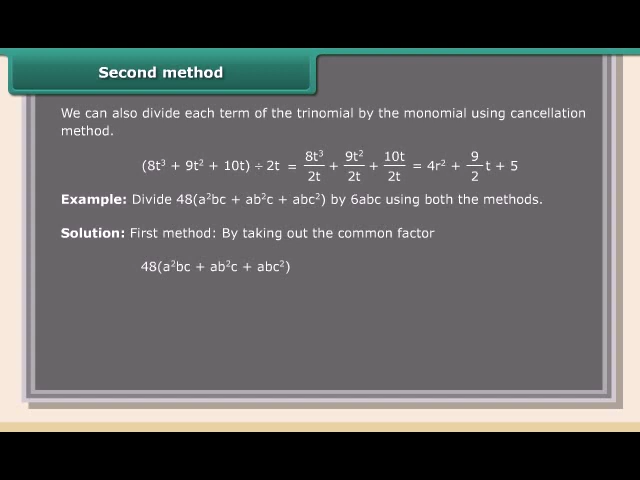 Second method
We can also divide each term of the trinomial by the monomial using cancellation
method.
(8t³ + 9t² + 10t) ÷ 2t = 8t³/2t + 9t²/2t + 10t/2t = 4r² + 9/2 t + 5
Example: Divide 48(a²bc + ab²c + abc²) by 6abc using both the methods.
Solution: First method: By taking out the common factor
48(a²bc + ab²c + abc²)